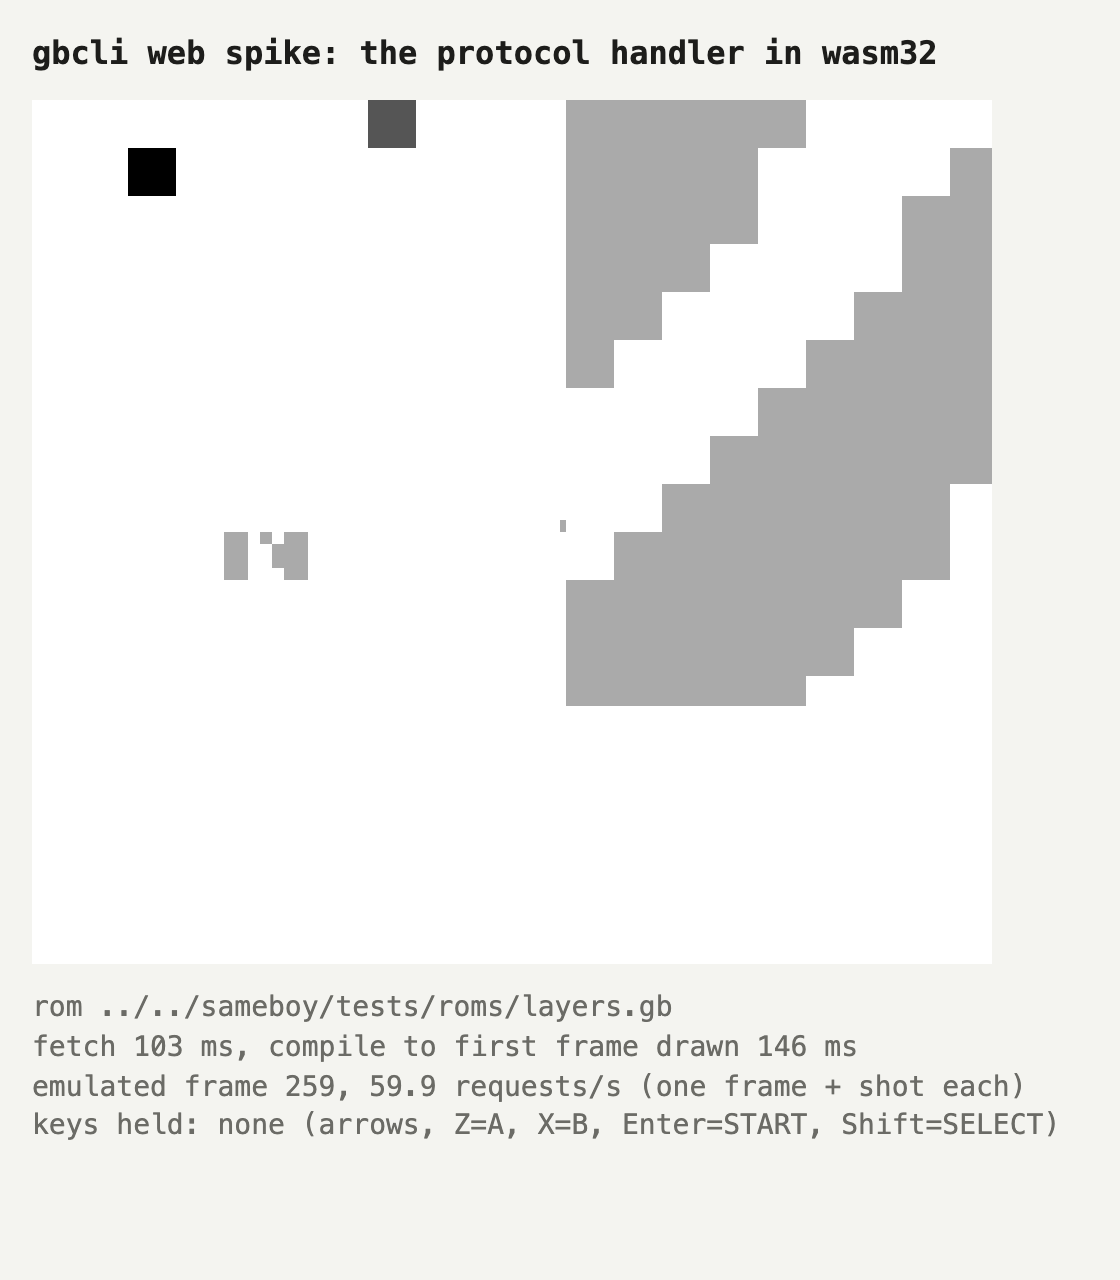 gbcli web spike: the protocol handler in wasm32
rom ../../sameboy/tests/roms/layers.gb
fetch 103 ms, compile to first frame drawn 146 ms
emulated frame 259, 59.9 requests/s (one frame + shot each)
keys held: none (arrows, Z=A, X=B, Enter=START, Shift=SELECT)